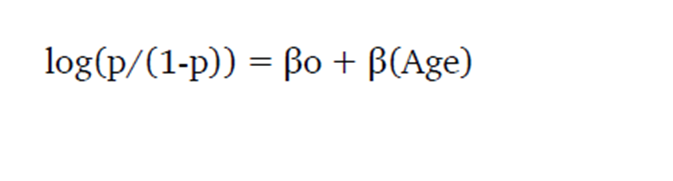 log(p/(1-p)) = βo + β(Age)